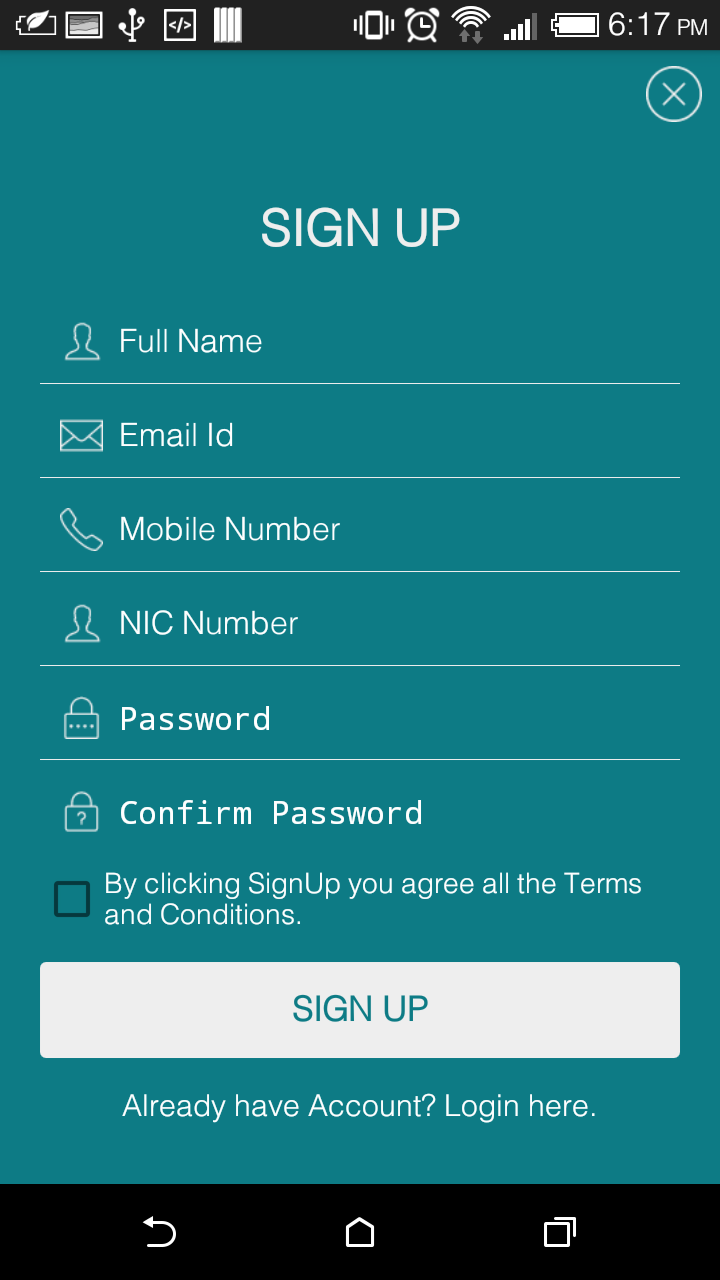 6:17 PM
SIGN UP
Full Name
Email Id
Mobile Number
NIC Number
Password
Confirm Password
By clicking SignUp you agree all the Terms
and Conditions.
SIGN UP
Already have Account? Login here.